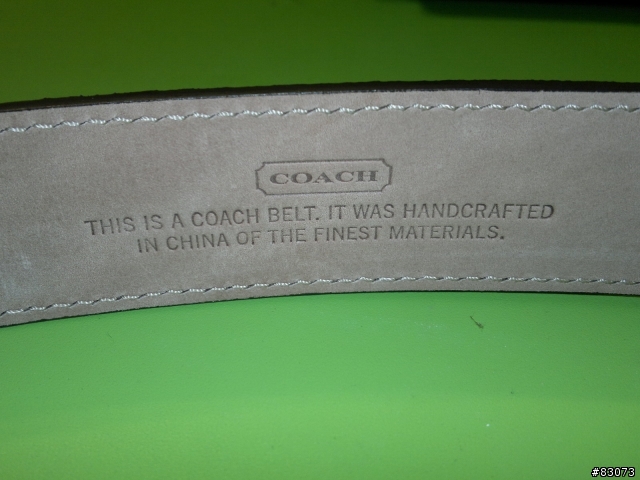 COACH
THIS IS A COACH BELT. IT WAS HANDCRAFTED
IN CHINA OF THE FINEST MATERIALS.
#83073